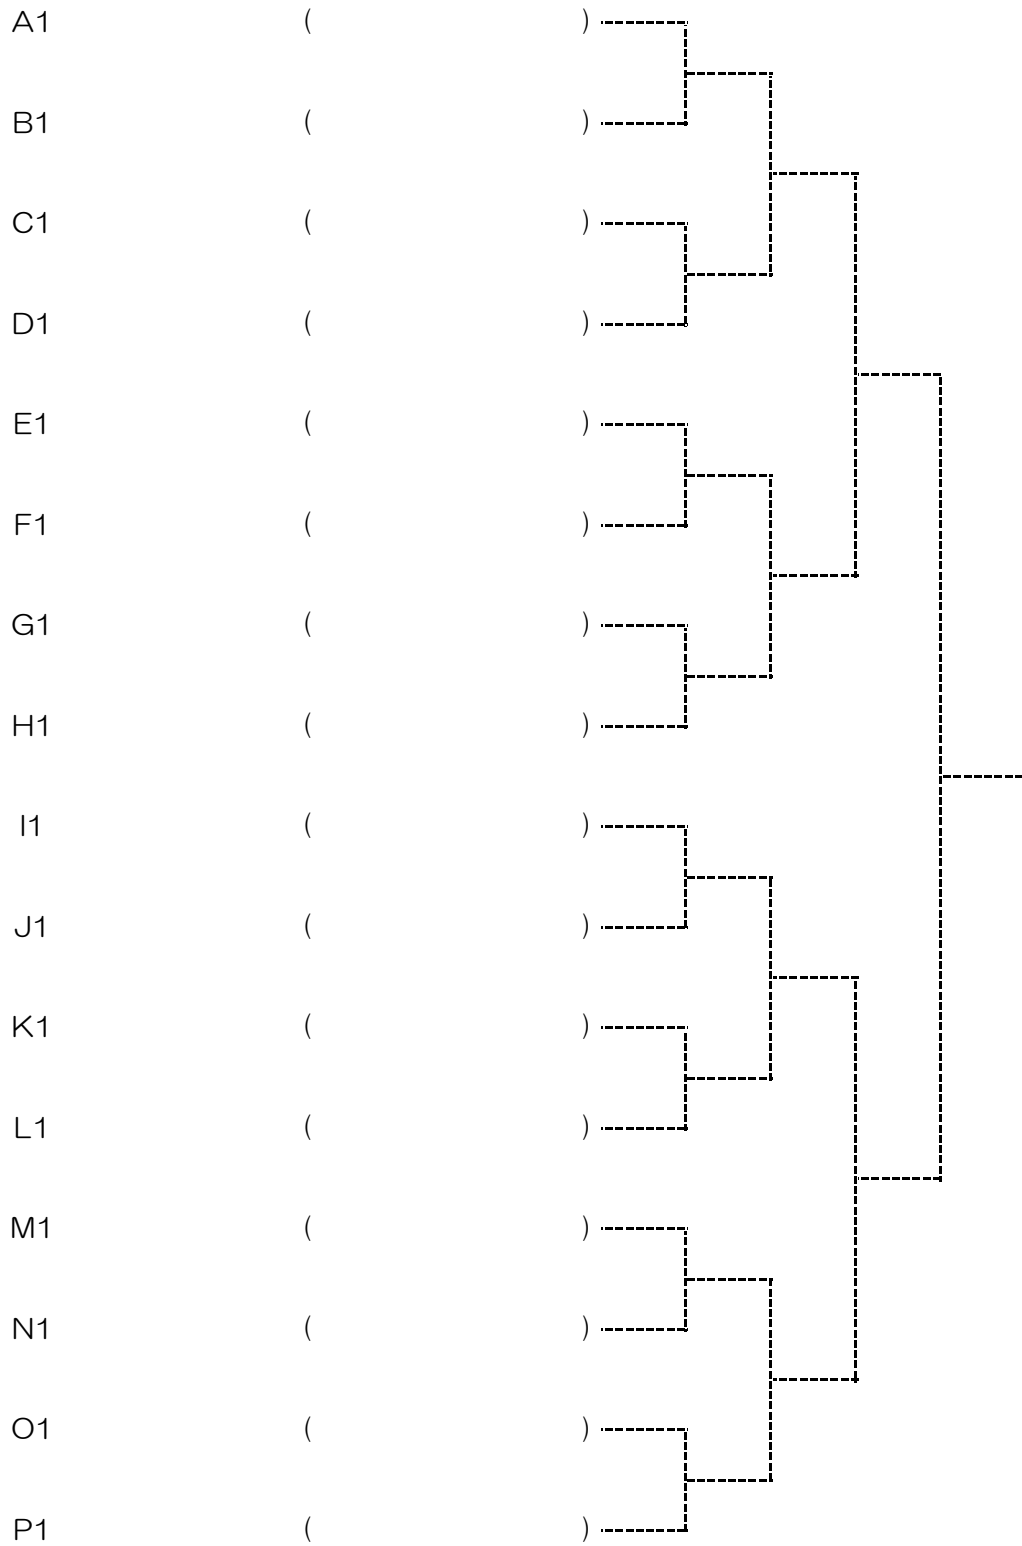 A1 ( )
B1 ( )
C1 ( )
D1 ( )
E1 ( )
F1 ( )
G1 ( )
H1 ( )
I1 ( )
J1 ( )
K1 ( )
L1 ( )
M1 ( )
N1 ( )
O1 ( )
P1 ( )